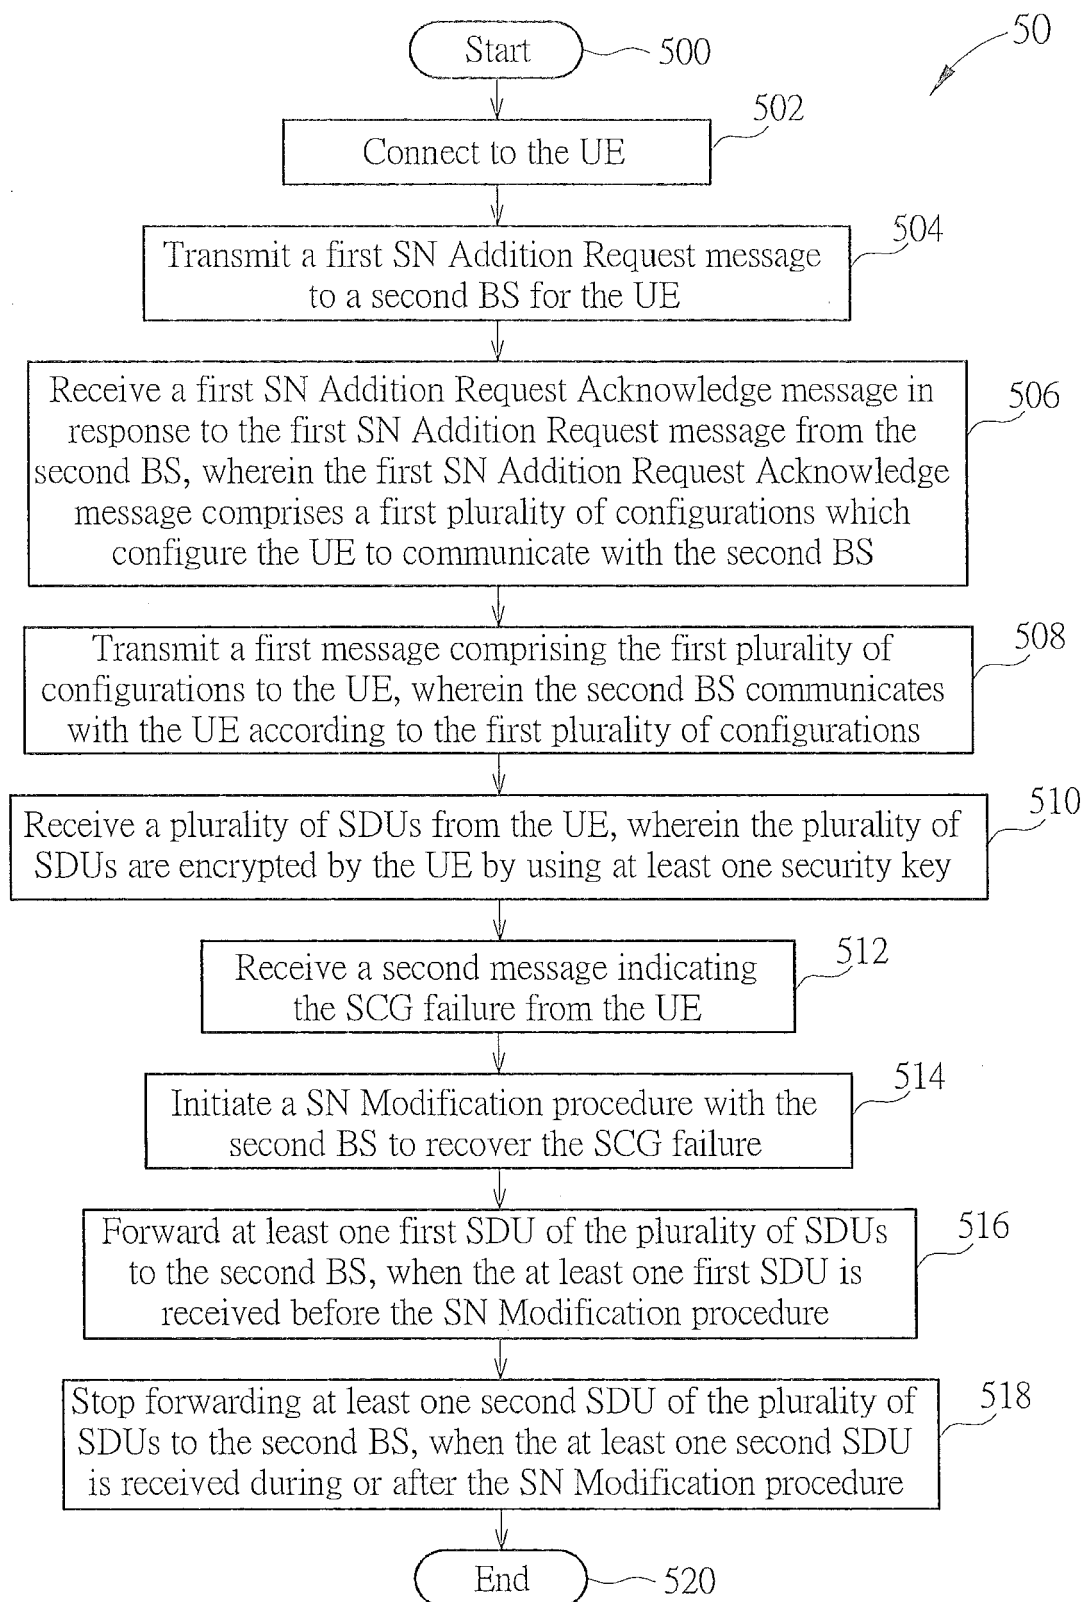 50
Start
500
502
Connect to the UE
504
Transmit a first SN Addition Request message
to a second BS for the UE
506
Receive a first SN Addition Request Acknowledge message in
response to the first SN Addition Request message from the
second BS, wherein the first SN Addition Request Acknowledge
message comprises a first plurality of configurations which
configure the UE to communicate with the second BS
508
Transmit a first message comprising the first plurality of
configurations to the UE, wherein the second BS communicates
with the UE according to the first plurality of configurations
510
Receive a plurality of SDUs from the UE, wherein the plurality of
SDUs are encrypted by the UE by using at least one security key
512
Receive a second message indicating
the SCG failure from the UE
514
Initiate a SN Modification procedure with the
second BS to recover the SCG failure
516
Forward at least one first SDU of the plurality of SDUs
to the second BS, when the at least one first SDU is
received before the SN Modification procedure
518
Stop forwarding at least one second SDU of the plurality of
SDUs to the second BS, when the at least one second SDU
is received during or after the SN Modification procedure
End
520